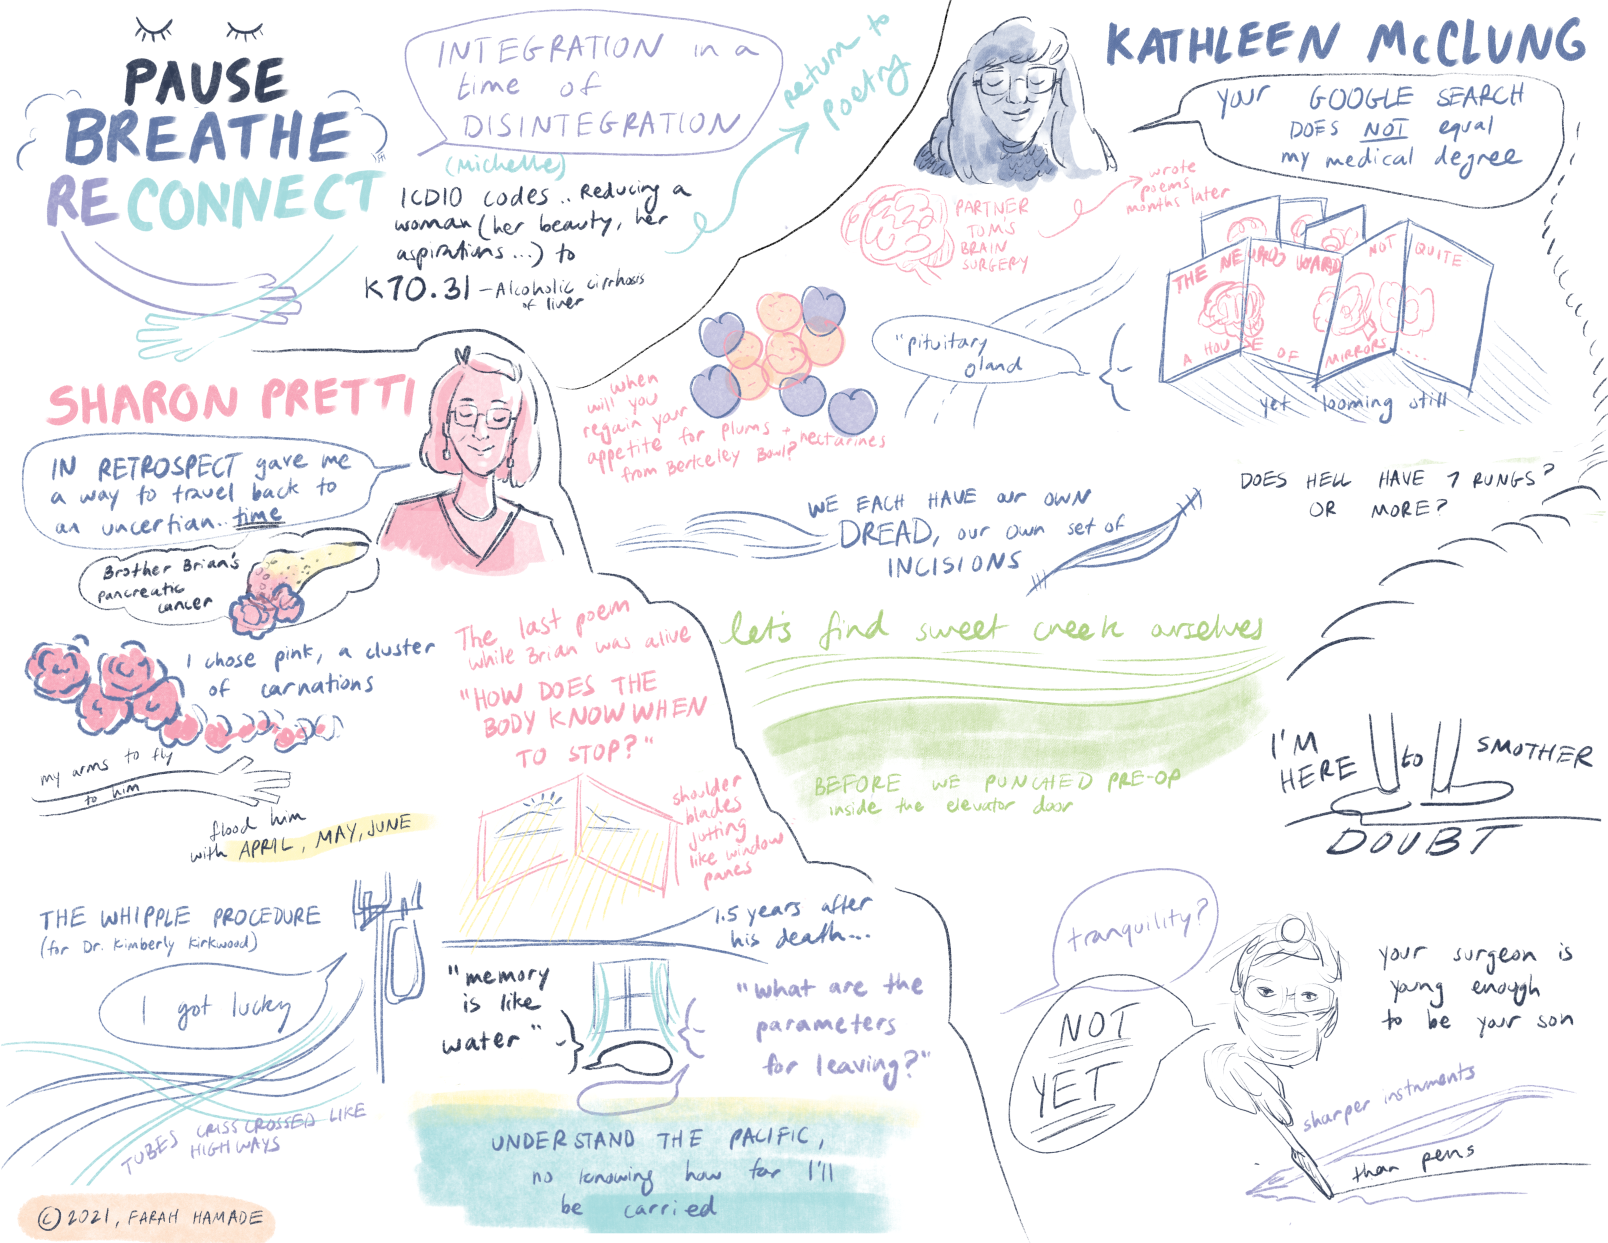 PAUSE
BREATHE
RECONNECT
INTEGRATION in a
time of
DISINTEGRATION
(Michelle)
ICD10 codes .. Reducing a
woman (her beauty, her
aspirations...) to
K70.31 - Alcoholic cirrhosis
of liver
return to
poetry
KATHLEEN McCLUNG
your GOOGLE SEARCH
DOES NOT equal
my medical degree
PARTNER
TOM'S
BRAIN
SURGERY
wrote
poems
months later
THE NEURO WARD NOT QUITE
A HOUSE OF MIRRORS.....
yet looming still
"pituitary
gland
when
will you
regain your
appetite for plums + nectarines
from Berkeley Bowl?
WE EACH HAVE our OWN
DREAD, our own set of
INCISIONS
DOES HELL HAVE 7 RUNGS?
OR MORE?
let's find sweet creek ourselves
BEFORE WE PUNCHED PRE-OP
inside the elevator door
I'M
HERE to SMOTHER
DOUBT
tranquility?
NOT
YET
your surgeon is
young enough
to be your son
sharper instruments
than pens
SHARON PRETTI
IN RETROSPECT gave me
a way to travel back to
an uncertian.. time
Brother Brian's
pancreatic
cancer
I chose pink, a cluster
of carnations
my arms to fly
to him
flood him
with APRIL, MAY, JUNE
The last poem
while Brian was alive
"HOW DOES THE
BODY KNOW WHEN
TO STOP?"
shoulder
blades
jutting
like window
panes
THE WHIPPLE PROCEDURE
(for Dr. Kimberly Kirkwood)
I got lucky
TUBES CRISSCROSSED LIKE
HIGHWAYS
1.5 years after
his death...
"memory
is like
water"
"what are the
parameters
for leaving?"
UNDERSTAND THE PACIFIC,
no knowing how far I'll
be carried
© 2021, FARAH HAMADE